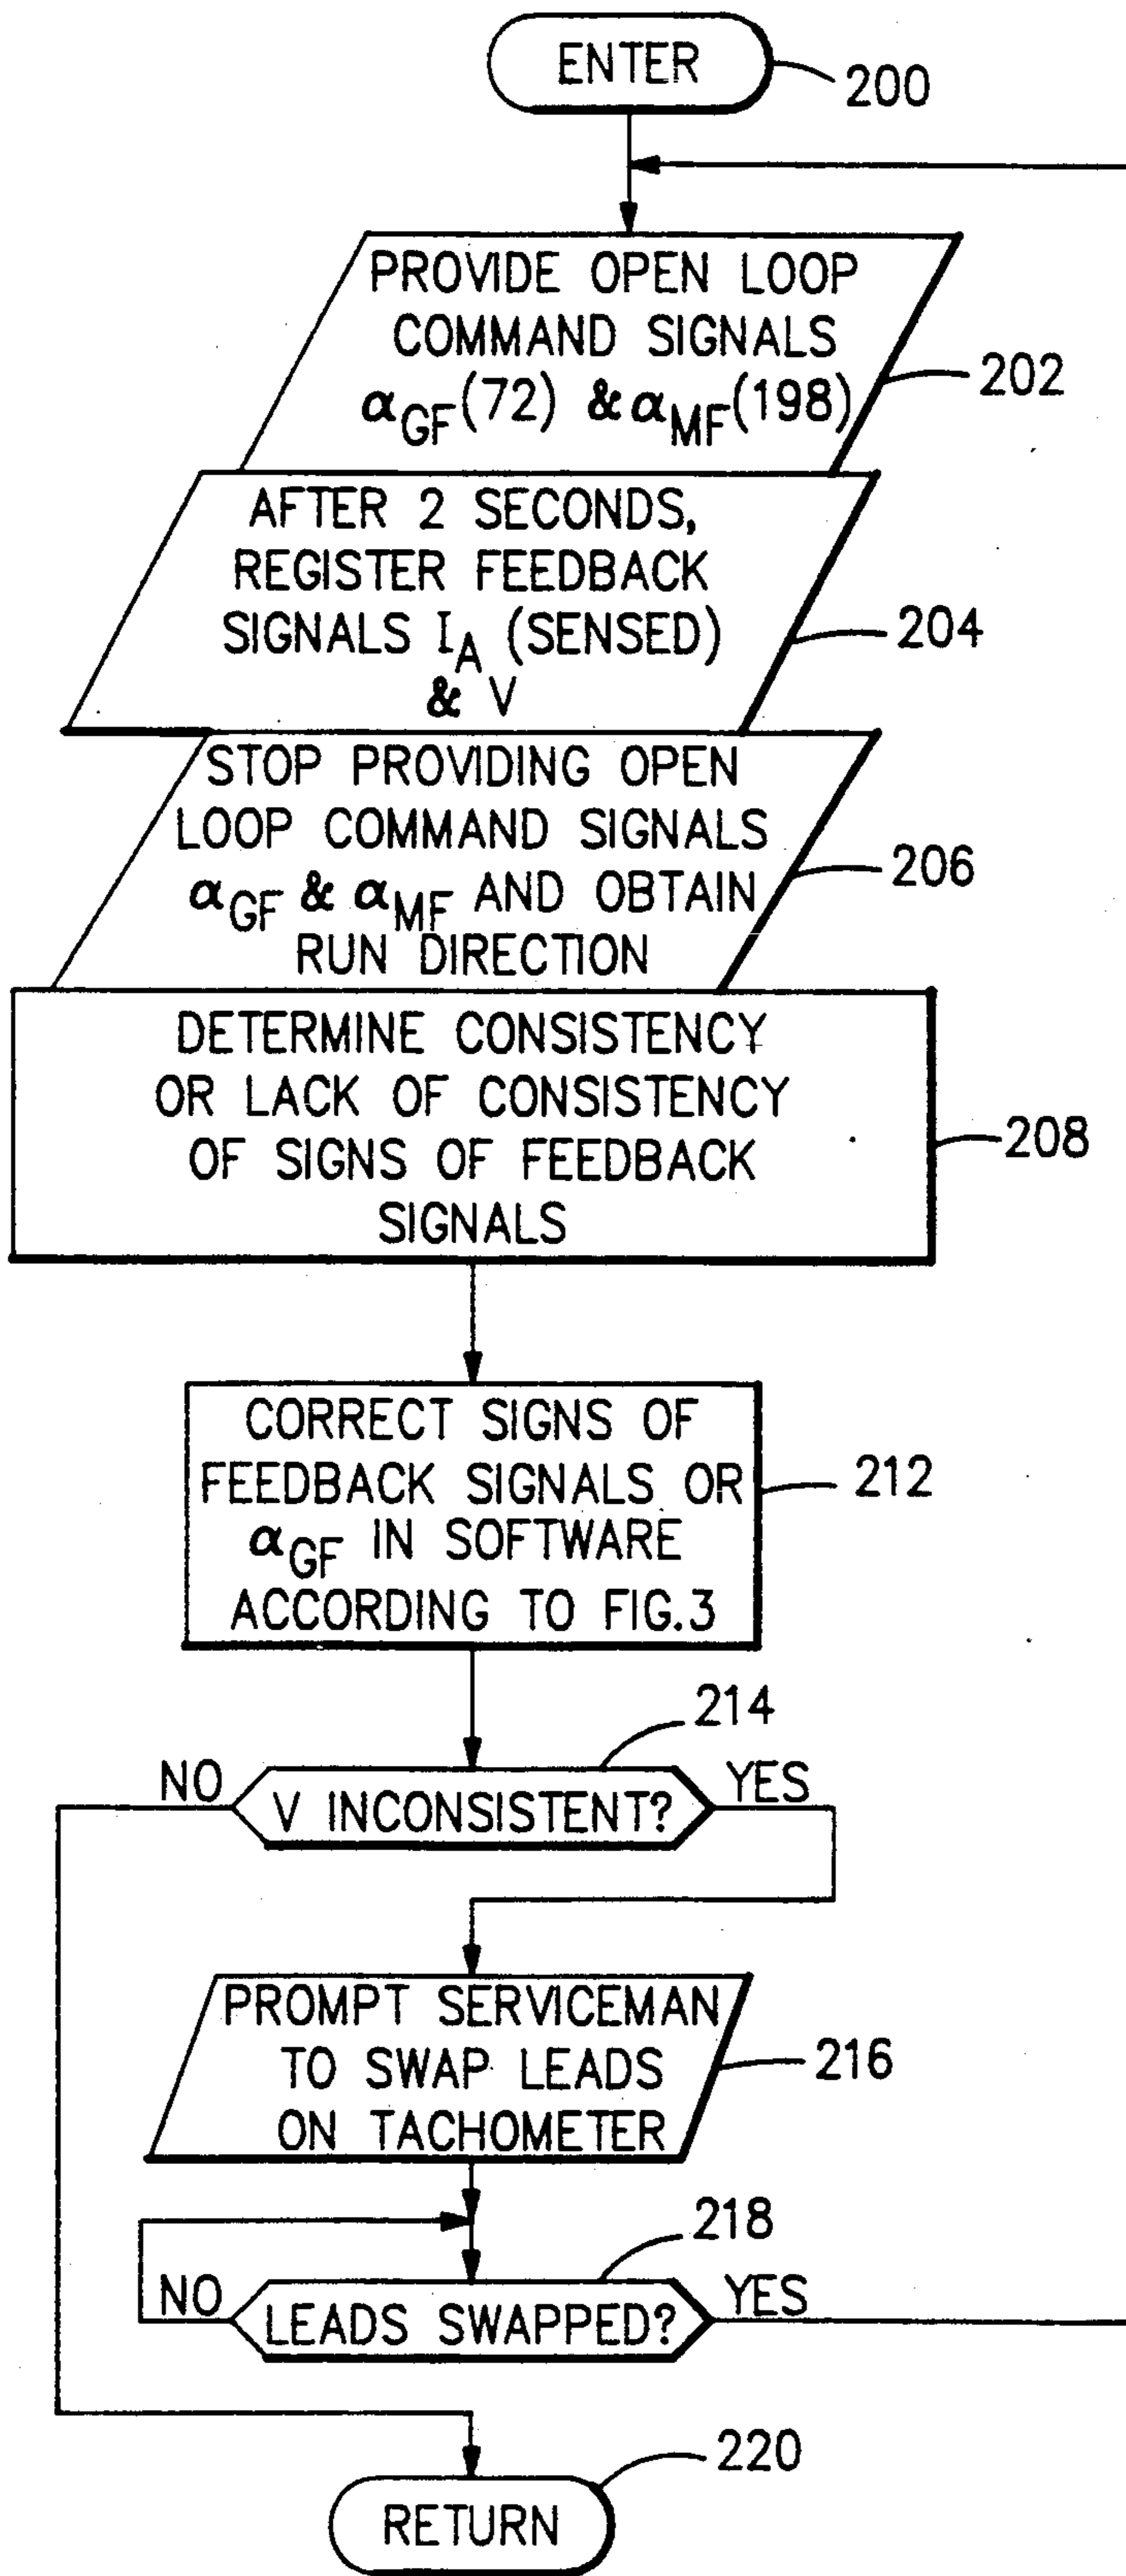 ENTER
200
PROVIDE OPEN LOOP
COMMAND SIGNALS
αGF(72) & αMF(198)
202
AFTER 2 SECONDS,
REGISTER FEEDBACK
SIGNALS IA (SENSED)
& V
204
STOP PROVIDING OPEN
LOOP COMMAND SIGNALS
αGF & αMF AND OBTAIN
RUN DIRECTION
206
DETERMINE CONSISTENCY
OR LACK OF CONSISTENCY
OF SIGNS OF FEEDBACK
SIGNALS
208
CORRECT SIGNS OF
FEEDBACK SIGNALS OR
αGF IN SOFTWARE
ACCORDING TO FIG.3
212
214
NO
V INCONSISTENT?
YES
PROMPT SERVICEMAN
TO SWAP LEADS
ON TACHOMETER
216
218
NO
LEADS SWAPPED?
YES
220
RETURN